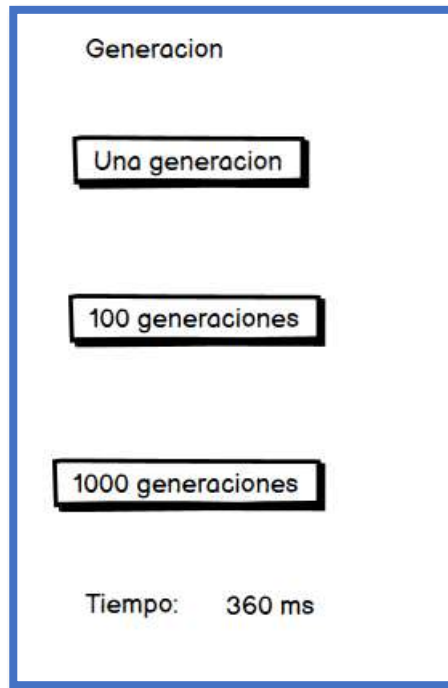 Generacion
Una generacion
100 generaciones
1000 generaciones
Tiempo: 360 ms